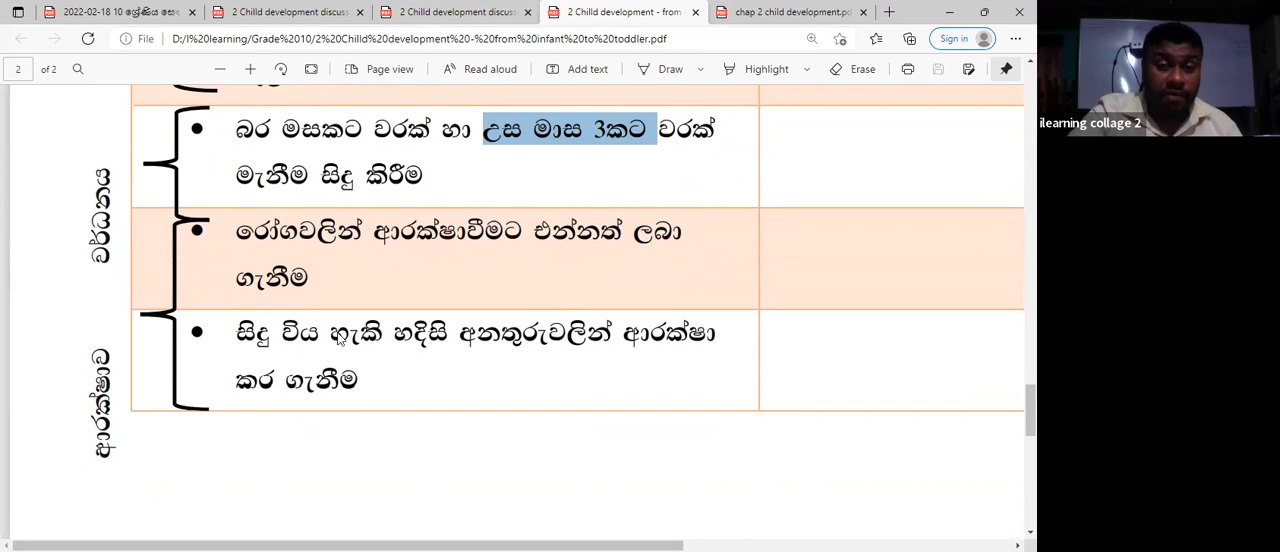 2022-02-18 10 ශ්‍රේණිය සෞ
2 Chilld development discuss
2 Chilld development discuss
2 Chilld development - from
chap 2 child development.pd
File
D:/I%20learning/Grade%2010/2%20Chilld%20development%20-%20from%20infant%20to%20toddler.pdf
Sign in
2 of 2
Page view
Read aloud
Add text
Draw
Highlight
Erase
ilearning collage 2
වර්ධනය
• බර මසකට වරක් හා උස මාස 3කට වරක්
මැනීම සිදු කිරීම
ආරක්ෂාව
• රෝගවලින් ආරක්ෂාවීමට එන්නත් ලබා
ගැනීම
• සිදු විය හැකි හදිසි අනතුරුවලින් ආරක්ෂා
කර ගැනීම